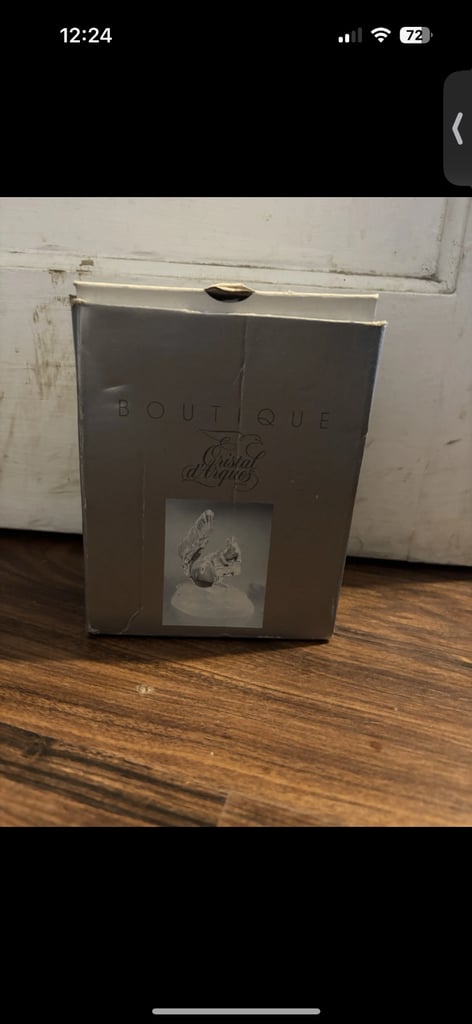 12:24
72
BOUTIQUE
Cristal
d'Arques